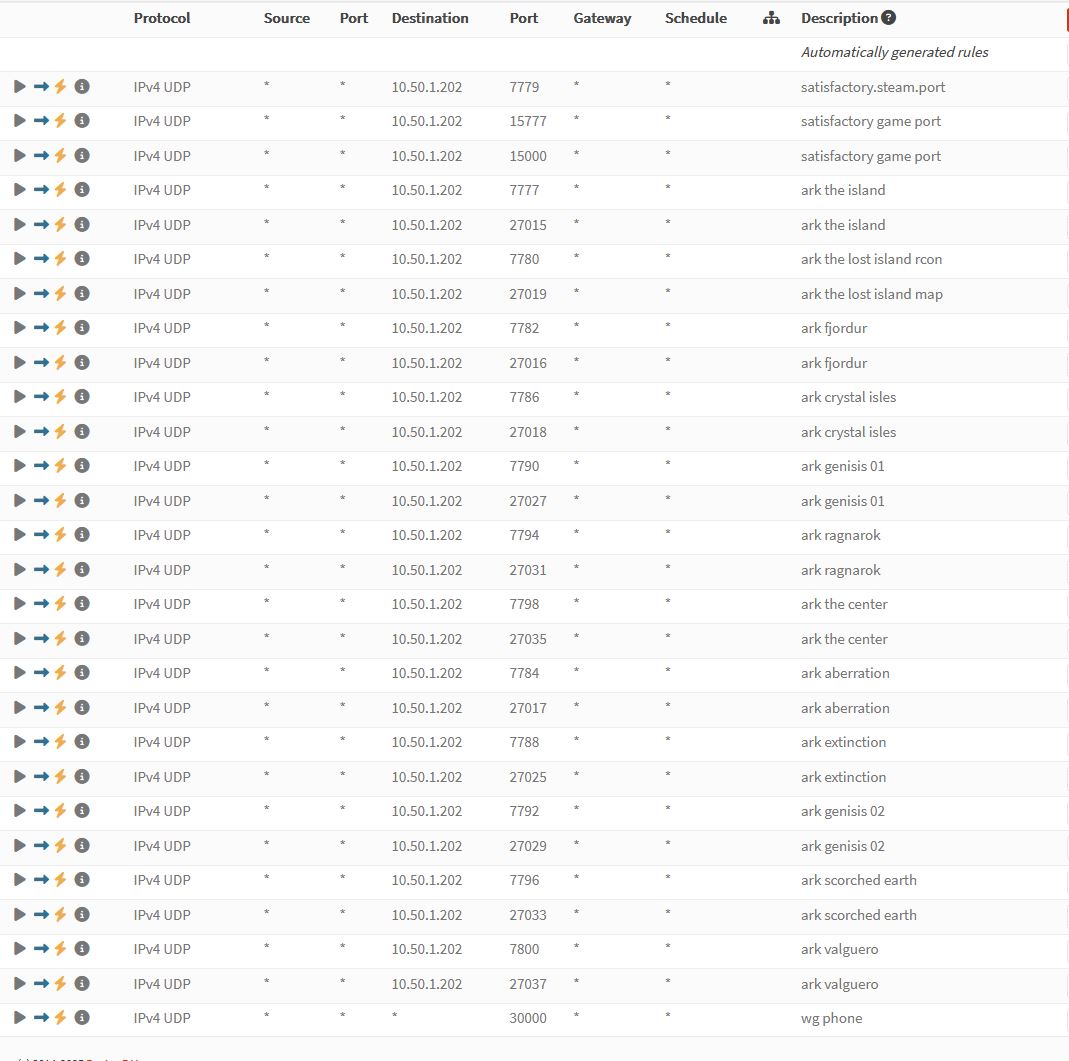 Protocol Source Port Destination Port Gateway Schedule Description
Automatically generated rules
IPv4 UDP * * 10.50.1.202 7779 * * satisfactory.steam.port
IPv4 UDP * * 10.50.1.202 15777 * * satisfactory game port
IPv4 UDP * * 10.50.1.202 15000 * * satisfactory game port
IPv4 UDP * * 10.50.1.202 7777 * * ark the island
IPv4 UDP * * 10.50.1.202 27015 * * ark the island
IPv4 UDP * * 10.50.1.202 7780 * * ark the lost island rcon
IPv4 UDP * * 10.50.1.202 27019 * * ark the lost island map
IPv4 UDP * * 10.50.1.202 7782 * * ark fjordur
IPv4 UDP * * 10.50.1.202 27016 * * ark fjordur
IPv4 UDP * * 10.50.1.202 7786 * * ark crystal isles
IPv4 UDP * * 10.50.1.202 27018 * * ark crystal isles
IPv4 UDP * * 10.50.1.202 7790 * * ark genisis 01
IPv4 UDP * * 10.50.1.202 27027 * * ark genisis 01
IPv4 UDP * * 10.50.1.202 7794 * * ark ragnarok
IPv4 UDP * * 10.50.1.202 27031 * * ark ragnarok
IPv4 UDP * * 10.50.1.202 7798 * * ark the center
IPv4 UDP * * 10.50.1.202 27035 * * ark the center
IPv4 UDP * * 10.50.1.202 7784 * * ark aberration
IPv4 UDP * * 10.50.1.202 27017 * * ark aberration
IPv4 UDP * * 10.50.1.202 7788 * * ark extinction
IPv4 UDP * * 10.50.1.202 27025 * * ark extinction
IPv4 UDP * * 10.50.1.202 7792 * * ark genisis 02
IPv4 UDP * * 10.50.1.202 27029 * * ark genisis 02
IPv4 UDP * * 10.50.1.202 7796 * * ark scorched earth
IPv4 UDP * * 10.50.1.202 27033 * * ark scorched earth
IPv4 UDP * * 10.50.1.202 7800 * * ark valguero
IPv4 UDP * * 10.50.1.202 27037 * * ark valguero
IPv4 UDP * * * 30000 * * wg phone